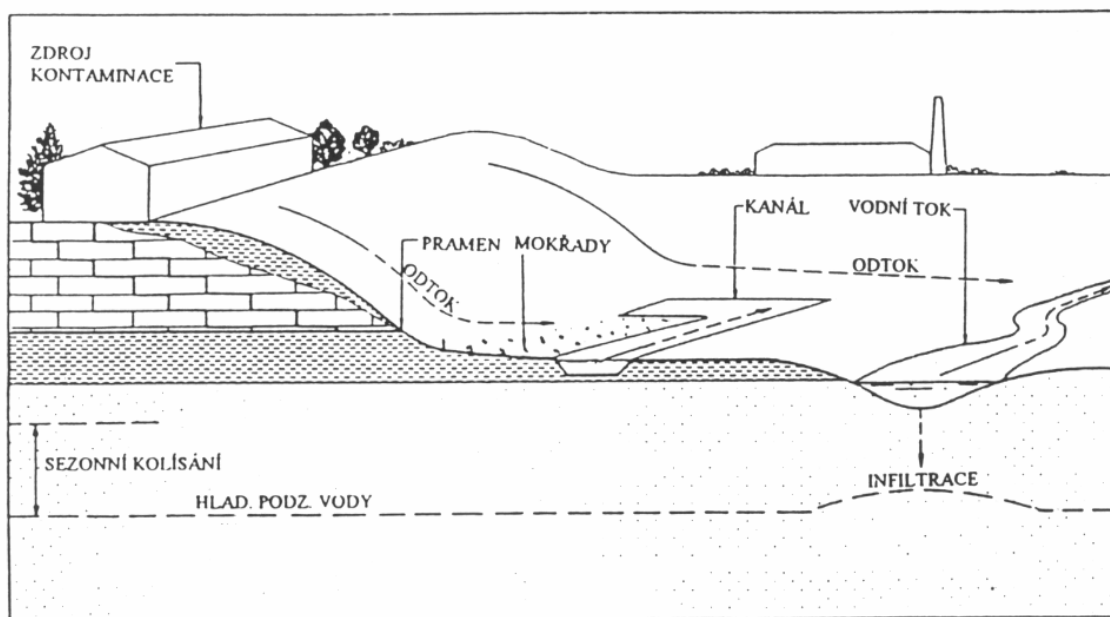 ZDROJ
KONTAMINACE
KANÁL
VODNÍ TOK
PRAMEN
MOKŘADY
ODTOK
ODTOK
SEZONNÍ KOLÍSÁNÍ
INFILTRACE
HLAD. PODZ. VODY